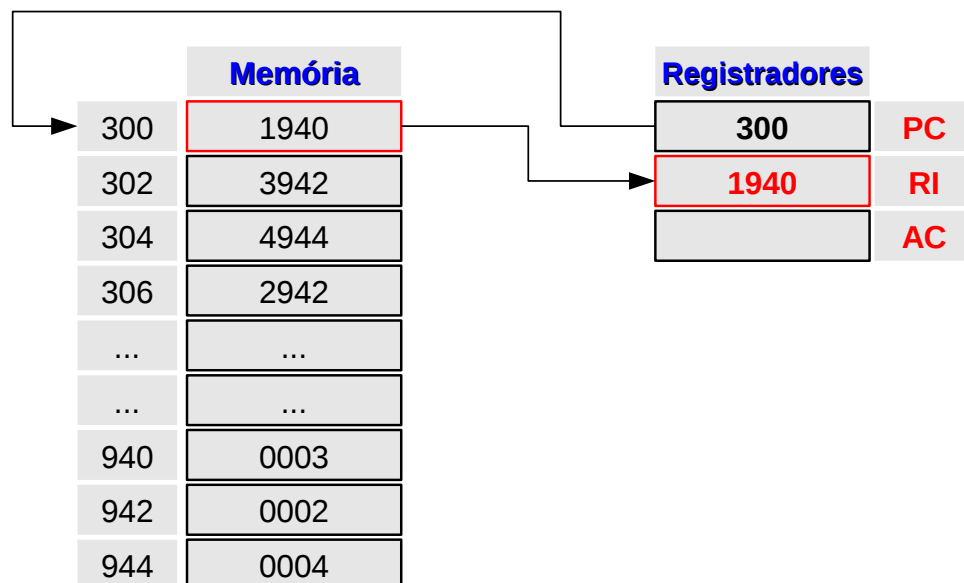 Memória Registradores
300 1940 300 PC
302 3942 1940 RI
304 4944 AC
306 2942
... ...
... ...
940 0003
942 0002
944 0004